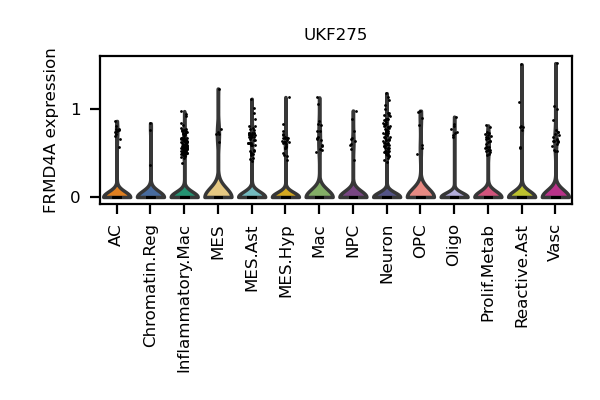 UKF275
FRMD4A expression
1
0
AC
Chromatin.Reg
Inflammatory.Mac
MES
MES.Ast
MES.Hyp
Mac
NPC
Neuron
OPC
Oligo
Prolif.Metab
Reactive.Ast
Vasc